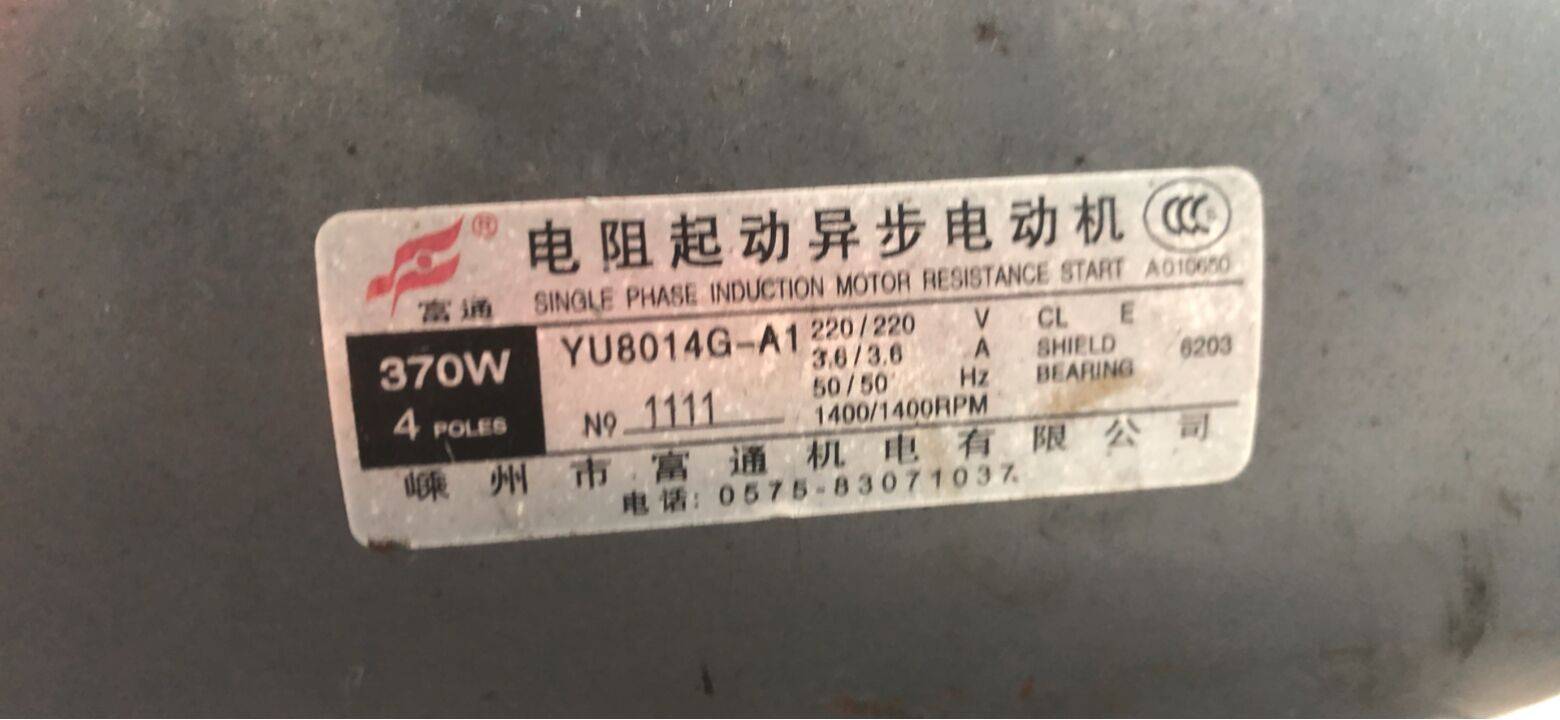 ® 电阻起动异步电动机 CCC S
SINGLE PHASE INDUCTION MOTOR RESISTANCE START A010650
富通
370W
4 POLES
YU8014G-A1
№ 1111
220/220 V
3.6/3.6 A
50/50 Hz
1400/1400RPM
CL E
SHIELD 6203
BEARING
嵊州市富通机电有限公司
电话: 0575-83071037